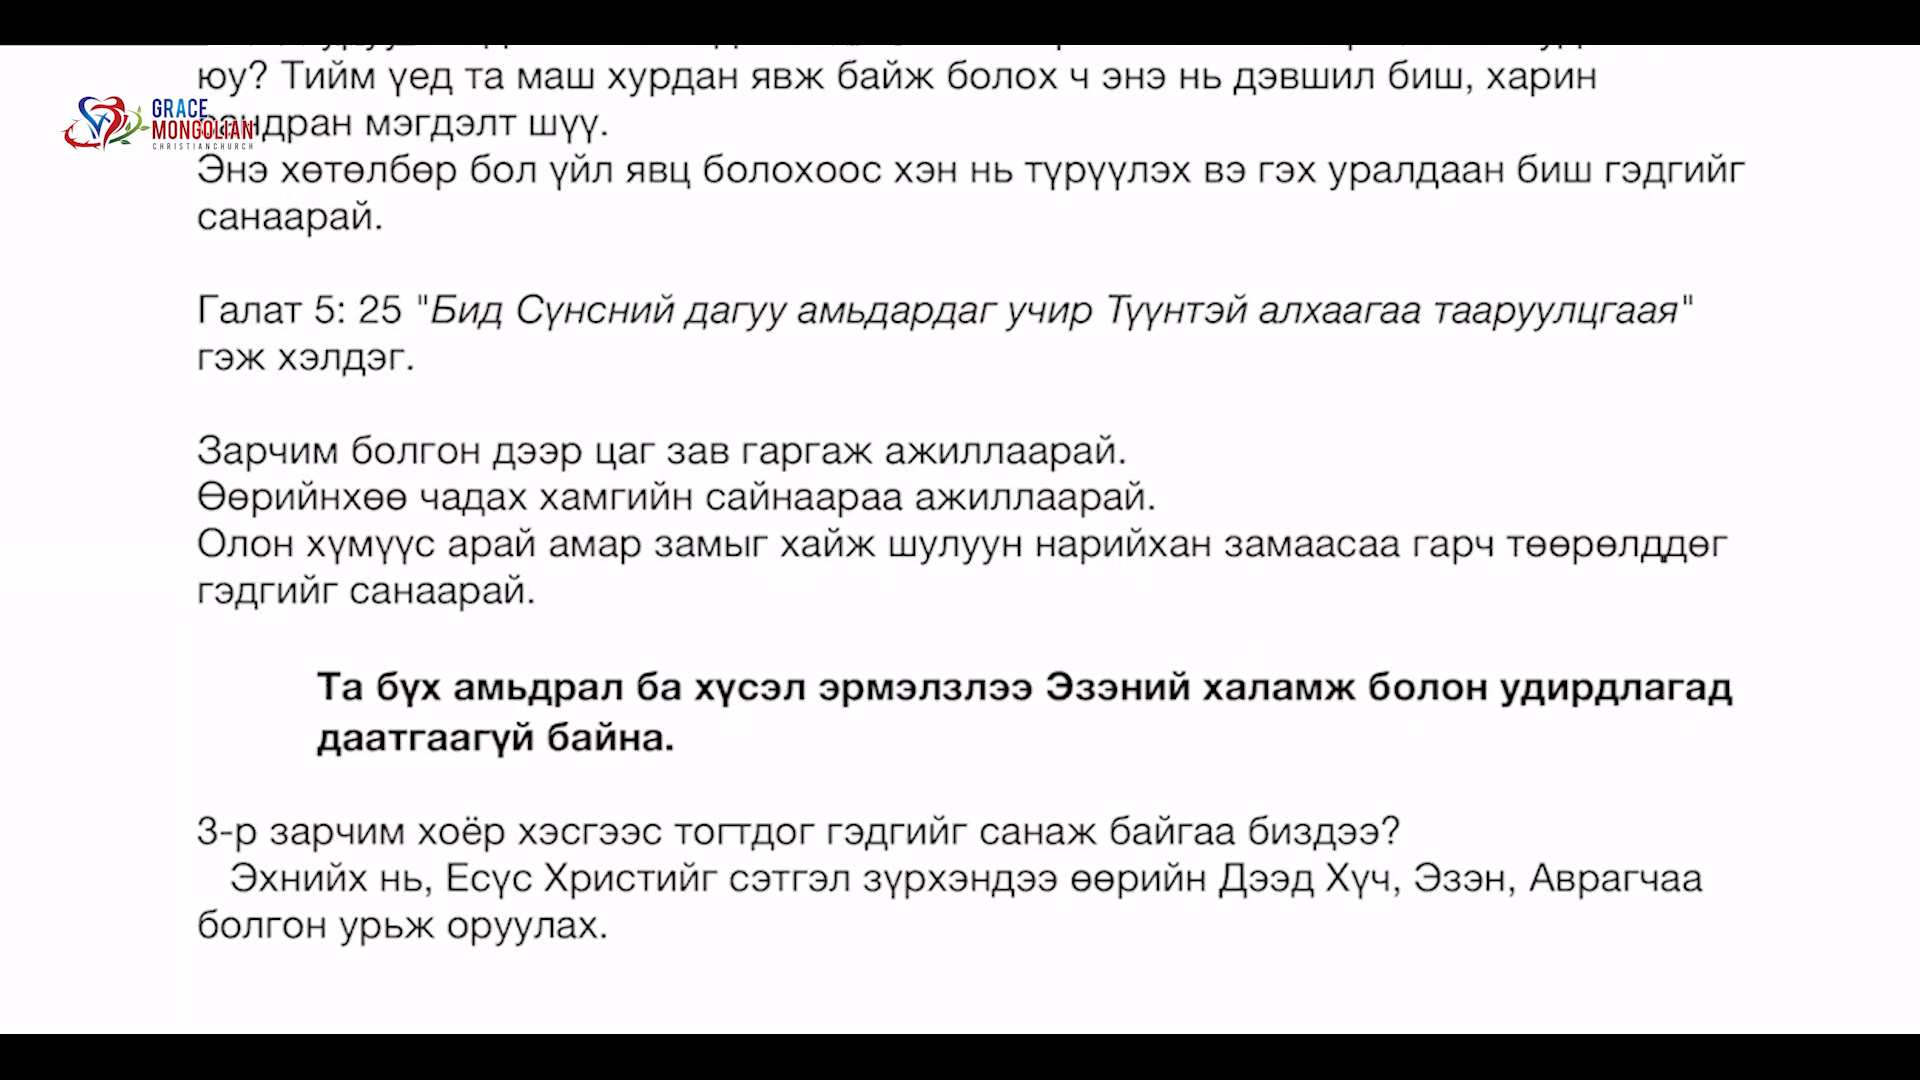 юу? Тийм үед та маш хурдан явж байж болох ч энэ нь дэвшил биш, харин
GRACE
MONGOLIAN
CHRISTIAN CHURCH
мэгдэлт шүү.
Энэ хөтөлбөр бол үйл явц болохоос хэн нь түрүүлэх вэ гэх уралдаан биш гэдгийг
санаарай.
Галат 5: 25 "Бид Сүнсний дагуу амьдардаг учир Түүнтэй алхаагаа тааруулцгаая"
гэж хэлдэг.
Зарчим болгон дээр цаг зав гаргаж ажиллаарай.
Өөрийнхөө чадах хамгийн сайнаараа ажиллаарай.
Олон хүмүүс арай амар замыг хайж шулуун нарийхан замаасаа гарч төөрөлддөг
гэдгийг санаарай.
Та бүх амьдрал ба хүсэл эрмэлзлээ Эзэний халамж болон удирдлагад
даатгаагүй байна.
3-р зарчим хоёр хэсгээс тогтдог гэдгийг санаж байгаа биздээ?
Эхнийх нь, Есүс Христийг сэтгэл зүрхэндээ өөрийн Дээд Хүч, Эзэн, Аврагчаа
болгон урьж оруулах.